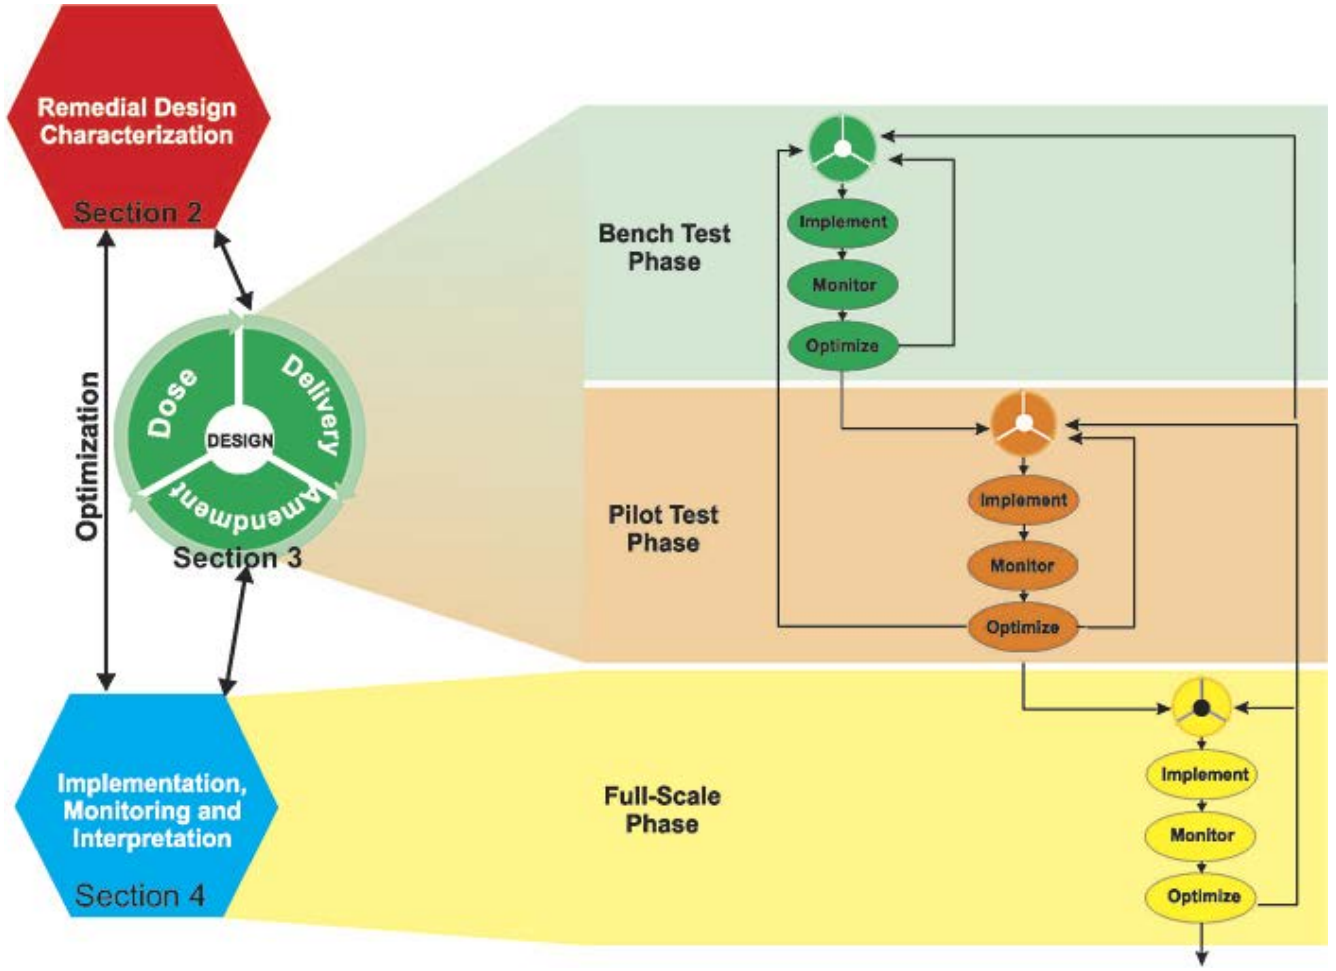 Remedial Design
Characterization
Section 2
Optimization
Dose
Delivery
Amendment
DESIGN
Section 3
Implementation,
Monitoring and
Interpretation
Section 4
Bench Test
Phase
Implement
Monitor
Optimize
Pilot Test
Phase
Implement
Monitor
Optimize
Full-Scale
Phase
Implement
Monitor
Optimize